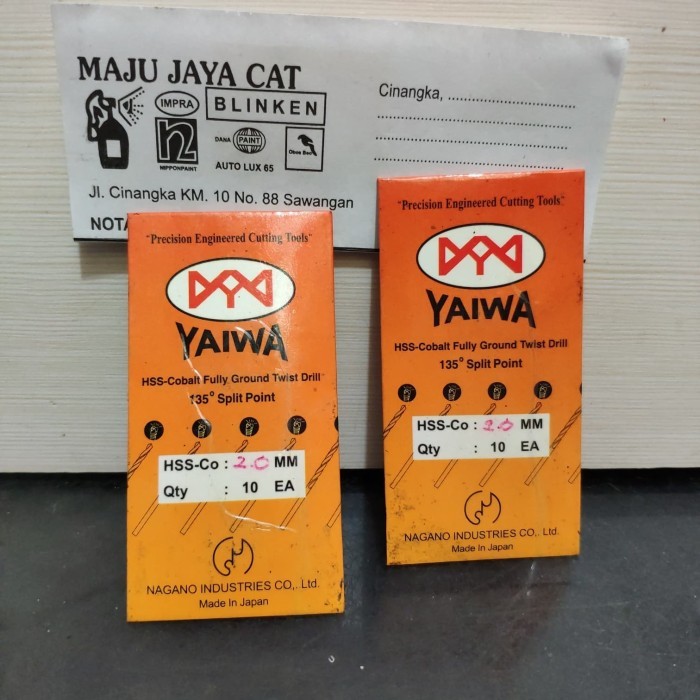 MAJU JAYA CAT
IMPRA
BLINKEN
NIPPONPAINT
DANA PAINT
AUTO LUX 65
Cinangka, ..............................
Jl. Cinangka KM. 10 No. 88 Sawangan
NOTA
"Precision Engineered Cutting Tools"
YAIWA
HSS-Cobalt Fully Ground Twist Drill
135° Split Point
HSS-Co : 2.0 MM
Qty : 10 EA
NAGANO INDUSTRIES CO,. Ltd.
Made In Japan
"Precision Engineered Cutting Tools"
YAIWA
HSS-Cobalt Fully Ground Twist Drill
135° Split Point
HSS-Co : 2.0 MM
Qty : 10 EA
NAGANO INDUSTRIES CO,. Ltd.
Made In Japan